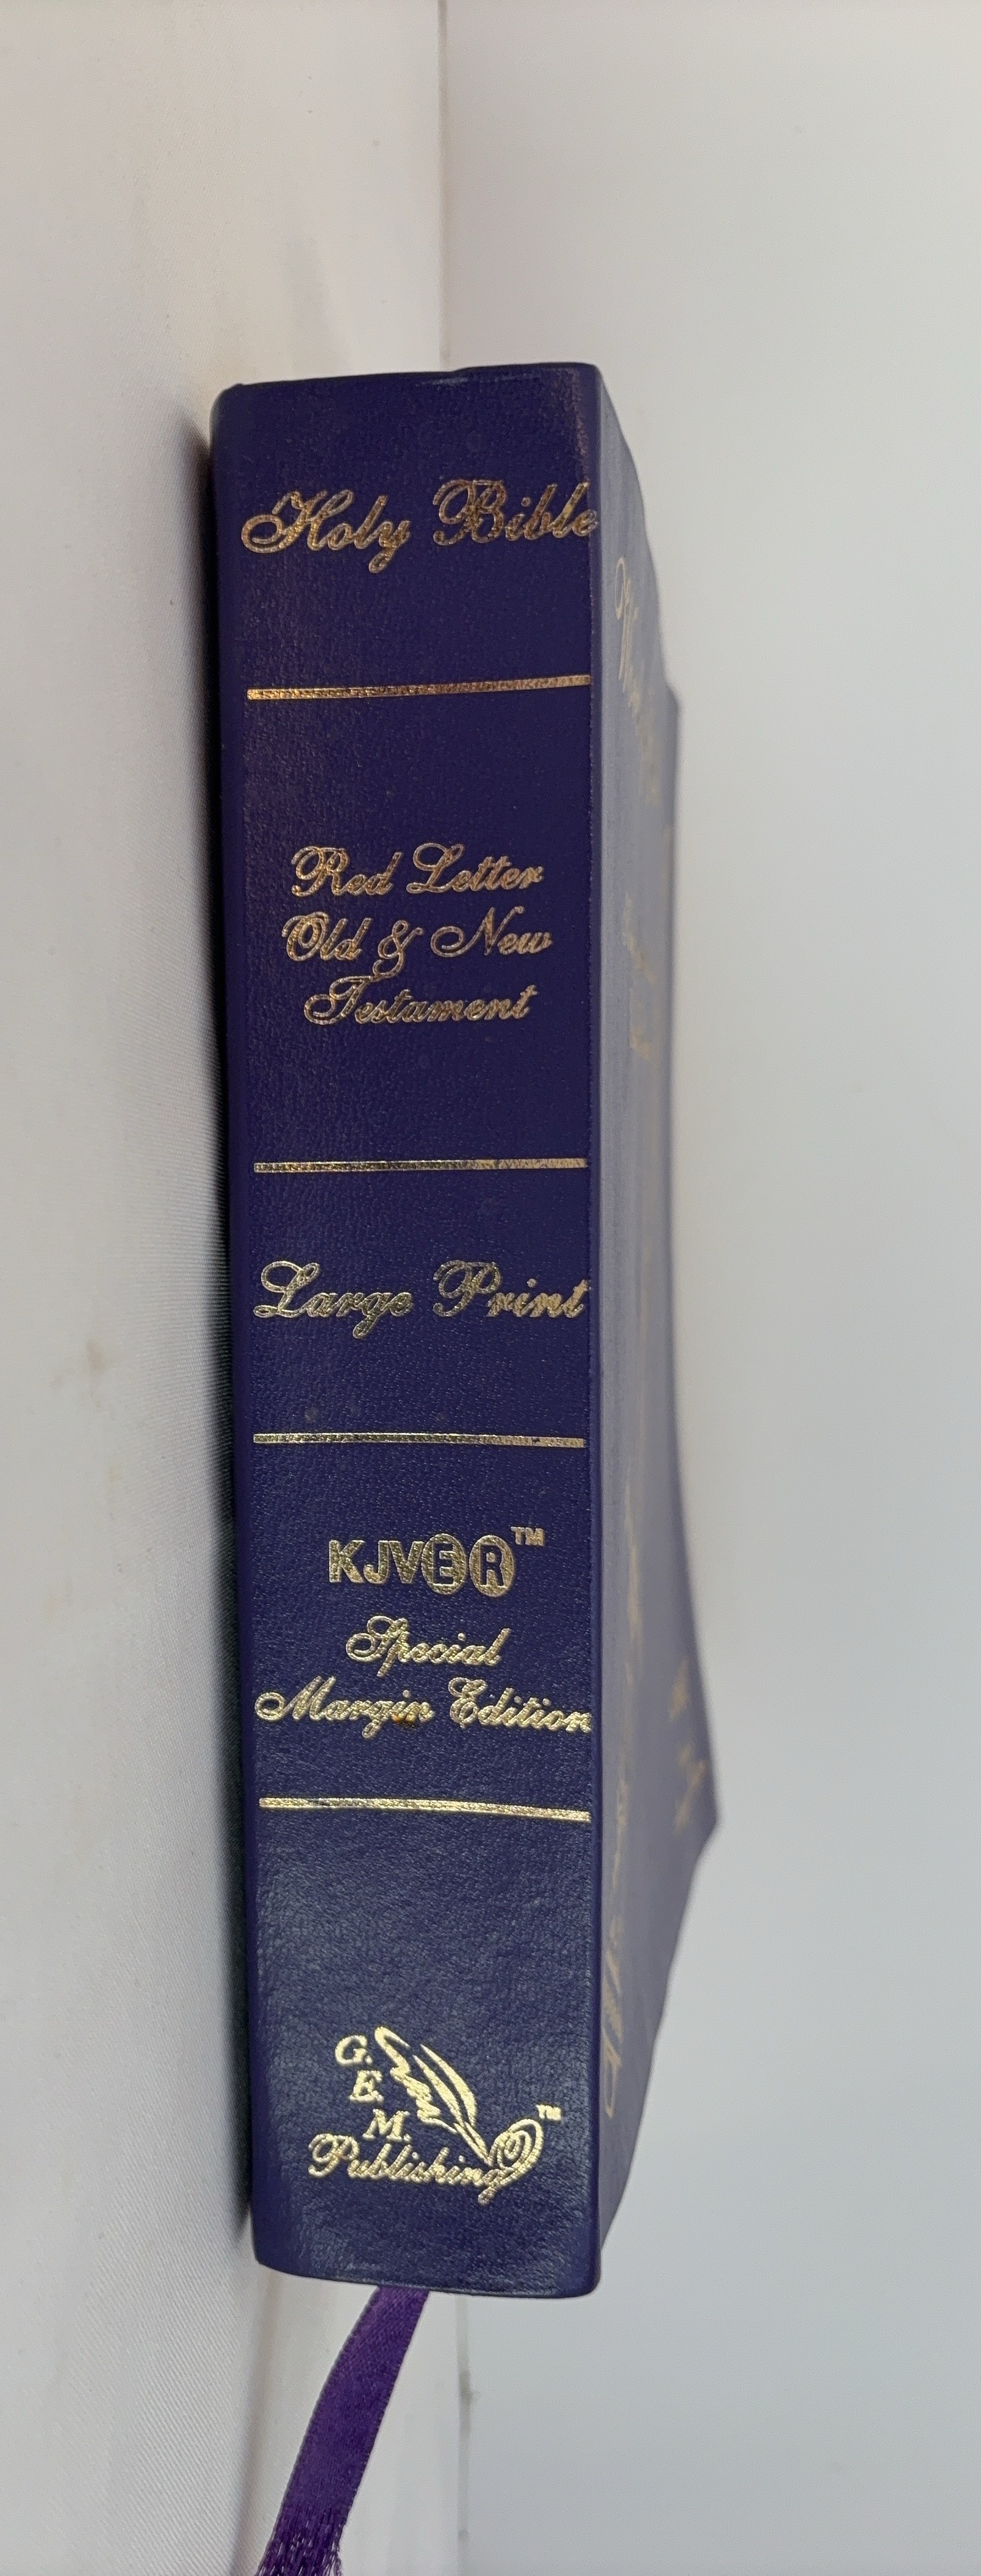 Holy Bible
Red Letter
Old & New
Testament
Large Print
KJVER™
Special
Margin Edition
G.
E.
M.
Publishing™